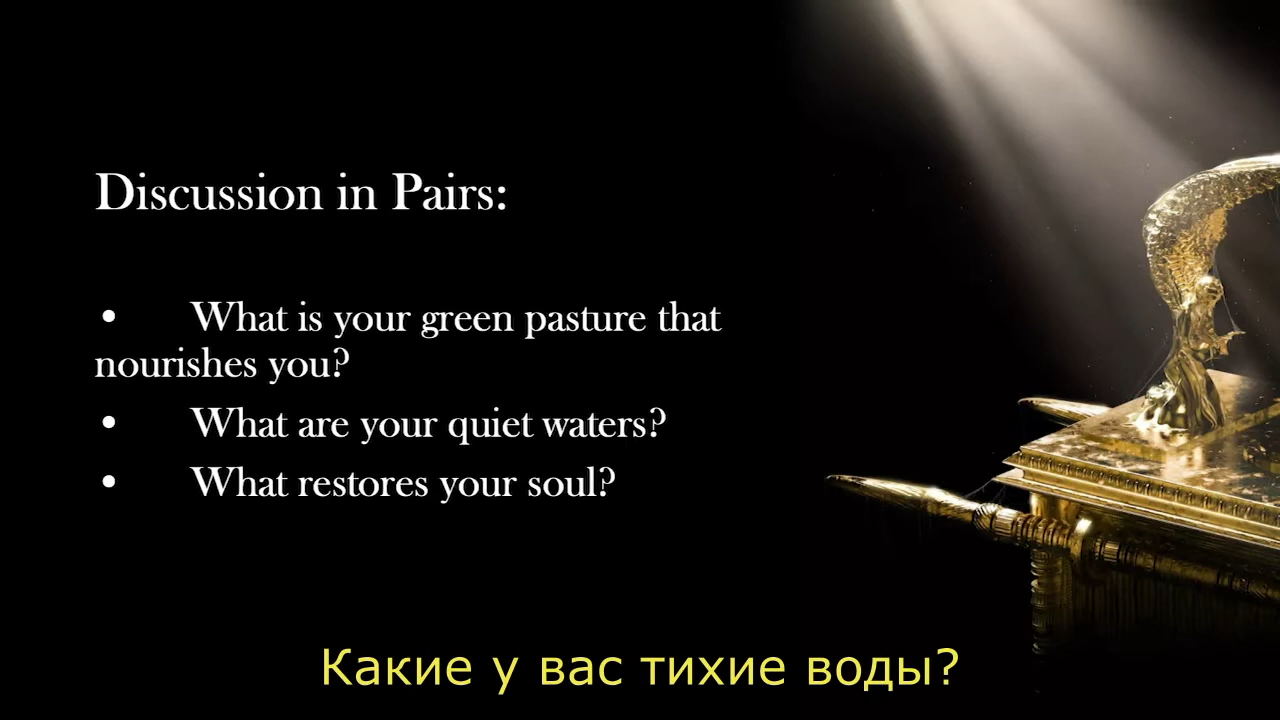 Discussion in Pairs:
• What is your green pasture that
nourishes you?
• What are your quiet waters?
• What restores your soul?
Какие у вас тихие воды?